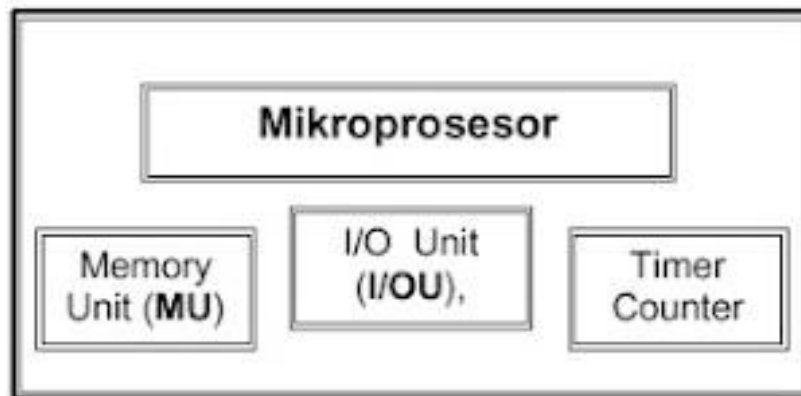 Mikroprosesor
Memory
Unit (MU)
I/O Unit
(I/OU),
Timer
Counter